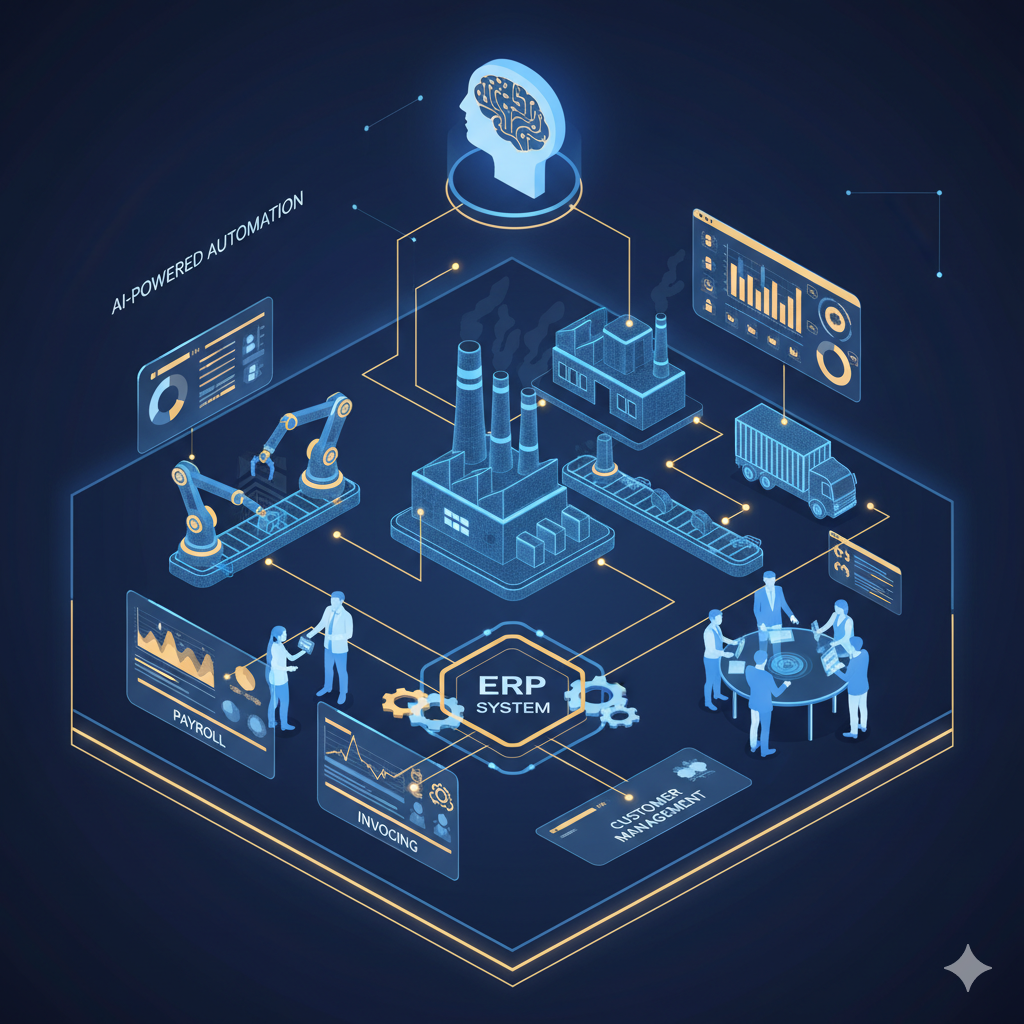 AI-POWERED AUTOMATION
PAYROLL
INVOCING
ERP
SYSTEM
CUSTOMER
MANAGEMENT